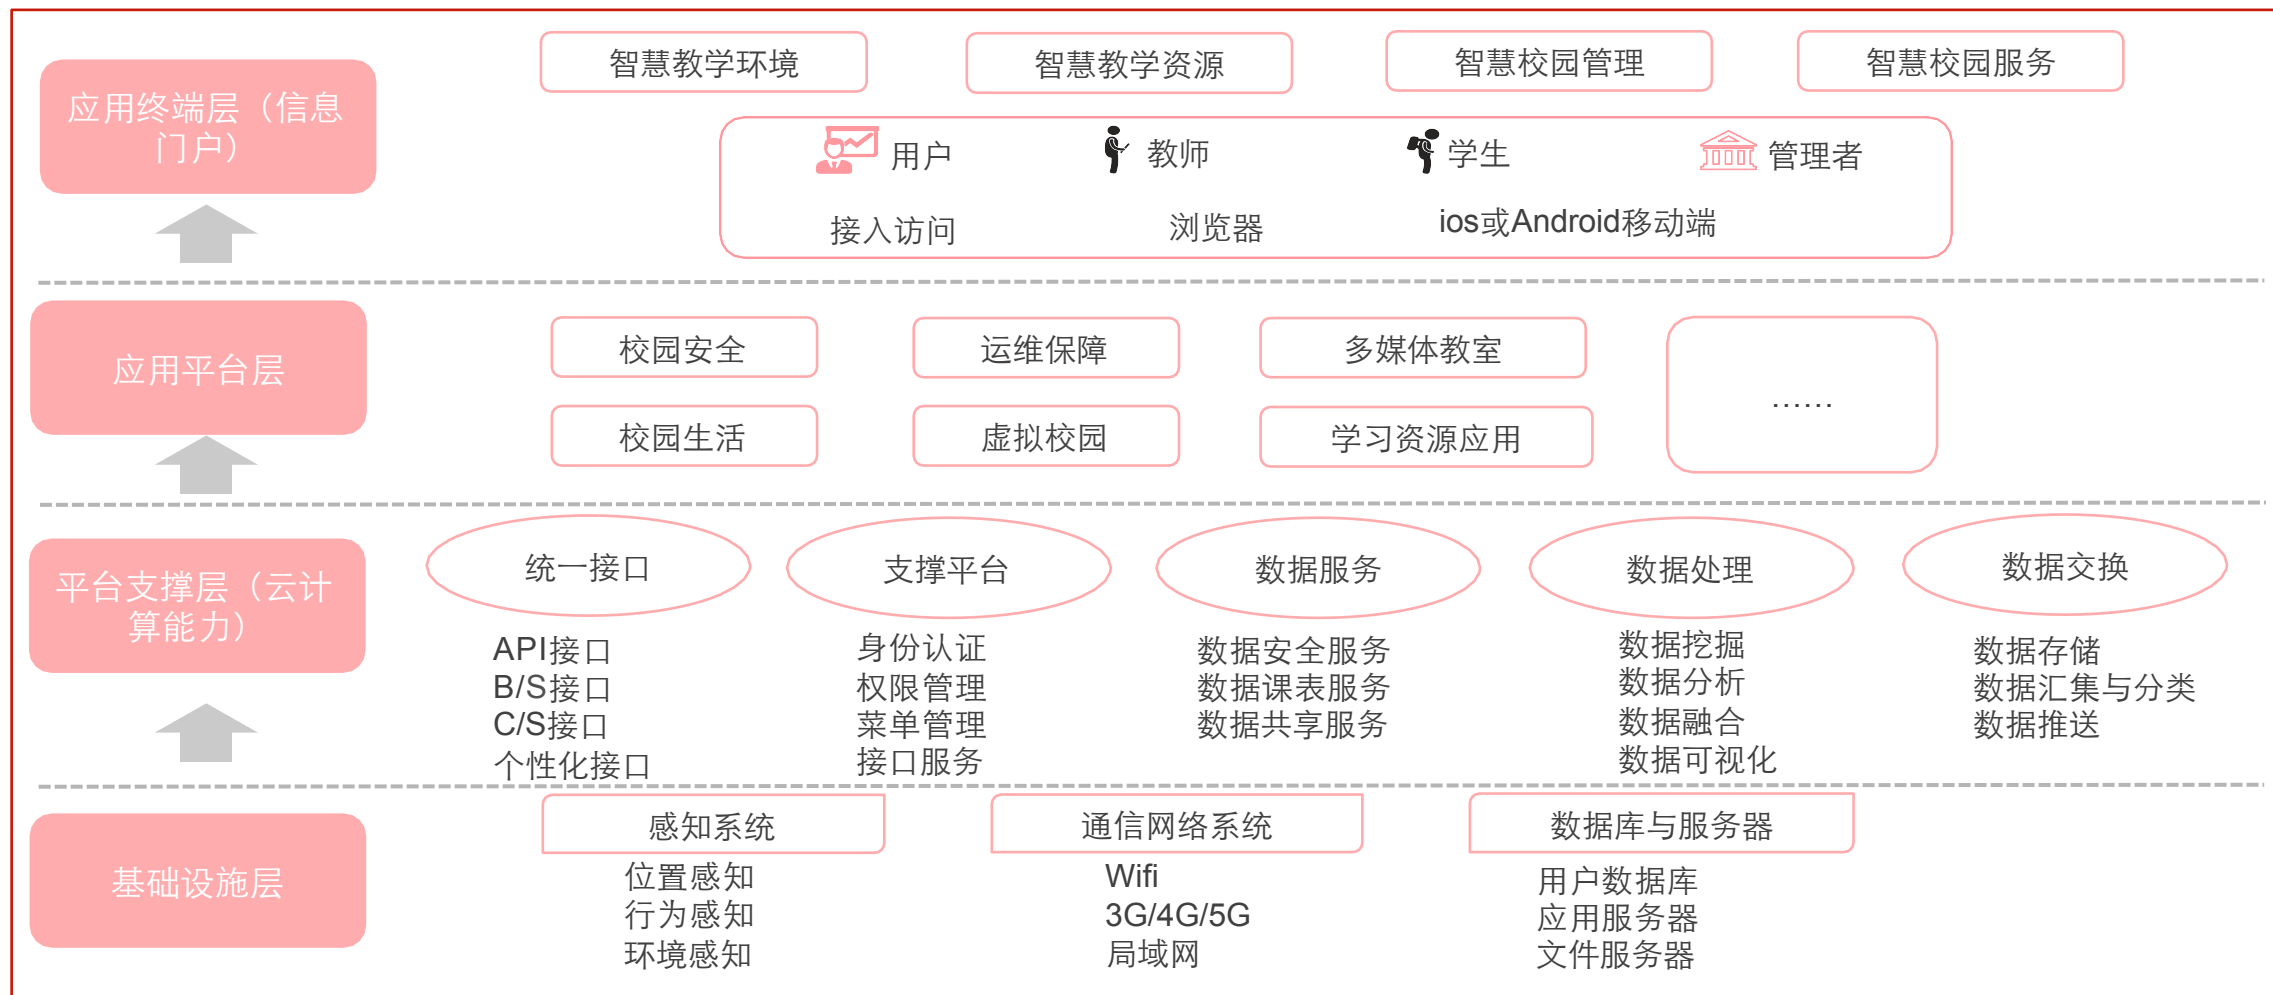 智慧教学环境
智慧教学资源
智慧校园管理
智慧校园服务
应用终端层（信息
门户）
用户
教师
学生
管理者
接入访问
浏览器
ios或Android移动端
应用平台层
校园安全
运维保障
多媒体教室
……
校园生活
虚拟校园
学习资源应用
平台支撑层（云计
算能力）
统一接口
API接口
B/S接口
C/S接口
个性化接口
支撑平台
身份认证
权限管理
菜单管理
接口服务
数据服务
数据安全服务
数据课表服务
数据共享服务
数据处理
数据挖掘
数据分析
数据融合
数据可视化
数据交换
数据存储
数据汇集与分类
数据推送
基础设施层
感知系统
位置感知
行为感知
环境感知
通信网络系统
Wifi
3G/4G/5G
局域网
数据库与服务器
用户数据库
应用服务器
文件服务器